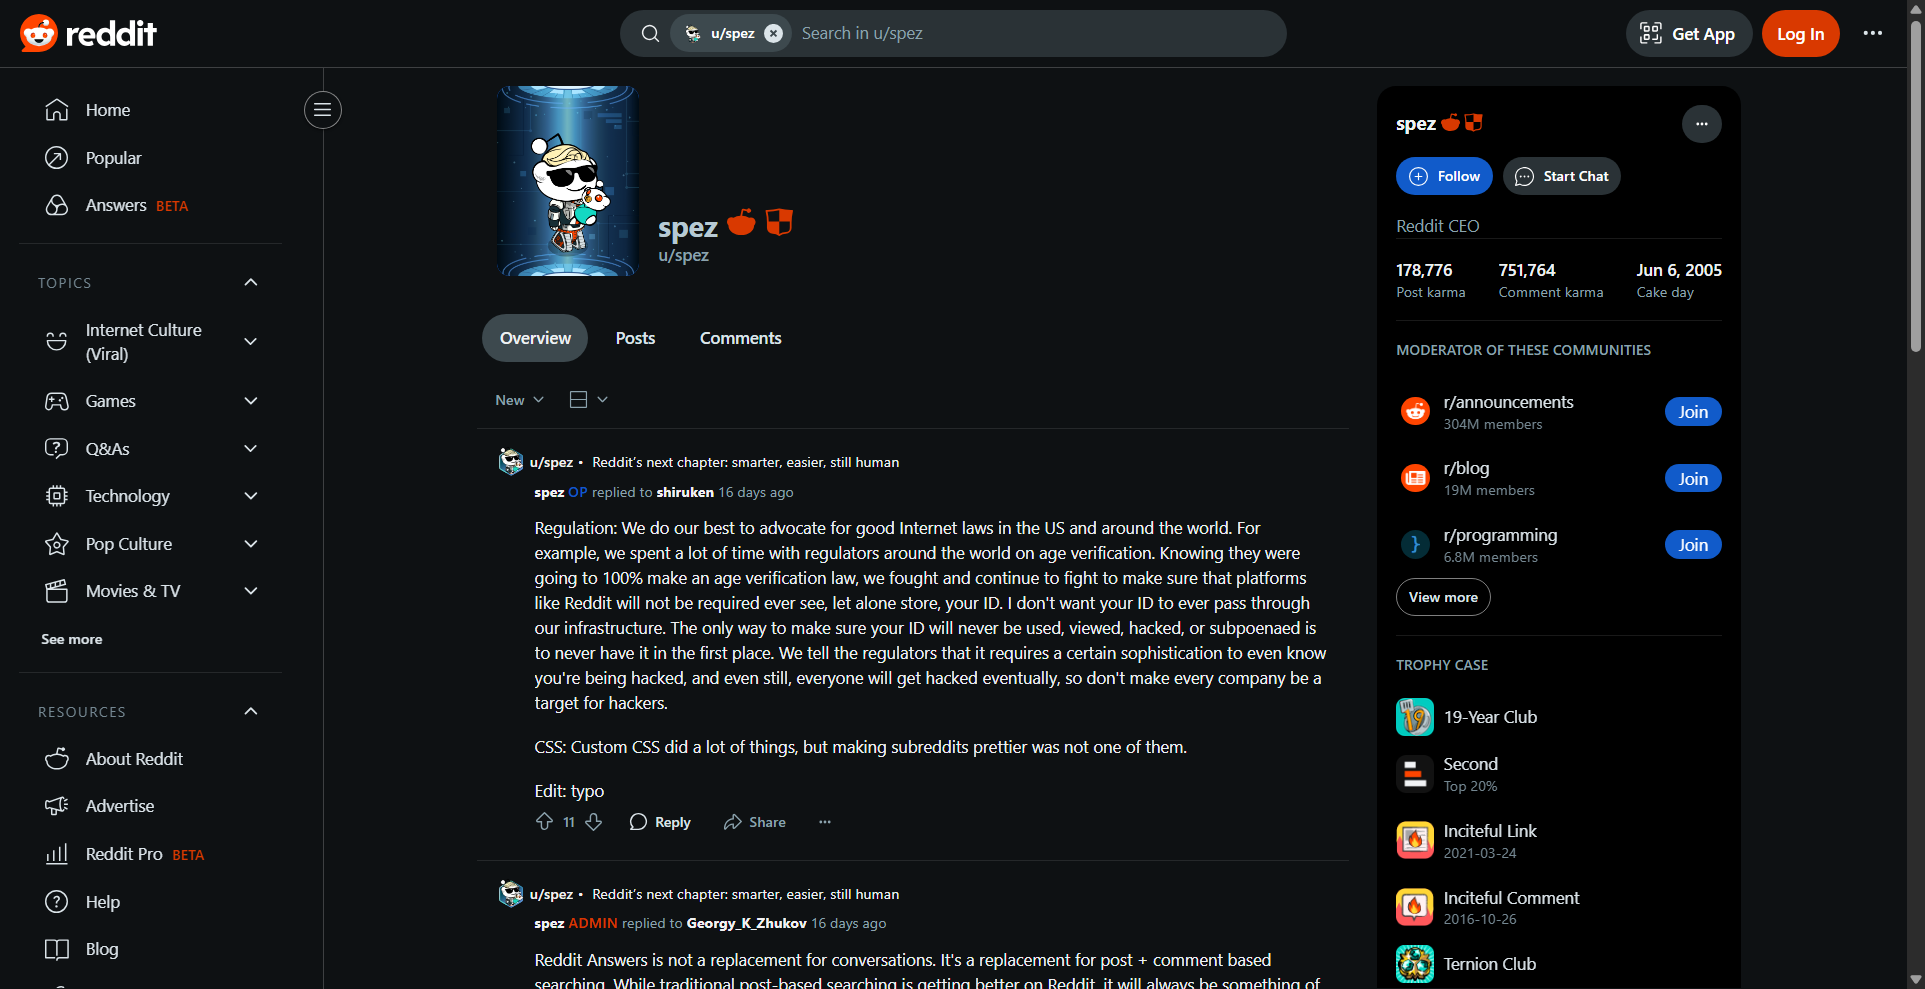 reddit
u/spez
Search in u/spez
Get App
Log In
Home
Popular
Answers BETA
TOPICS
Internet Culture
(Viral)
Games
Q&As
Technology
Pop Culture
Movies & TV
See more
RESOURCES
About Reddit
Advertise
Reddit Pro BETA
Help
Blog
spez
u/spez
Overview
Posts
Comments
New
u/spez • Reddit’s next chapter: smarter, easier, still human
spez OP replied to shiruken 16 days ago
Regulation: We do our best to advocate for good Internet laws in the US and around the world. For
example, we spent a lot of time with regulators around the world on age verification. Knowing they were
going to 100% make an age verification law, we fought and continue to fight to make sure that platforms
like Reddit will not be required ever see, let alone store, your ID. I don't want your ID to ever pass through
our infrastructure. The only way to make sure your ID will never be used, viewed, hacked, or subpoenaed is
to never have it in the first place. We tell the regulators that it requires a certain sophistication to even know
you're being hacked, and even still, everyone will get hacked eventually, so don't make every company be a
target for hackers.
CSS: Custom CSS did a lot of things, but making subreddits prettier was not one of them.
Edit: typo
11
Reply
Share
u/spez • Reddit’s next chapter: smarter, easier, still human
spez ADMIN replied to Georgy_K_Zhukov 16 days ago
Reddit Answers is not a replacement for conversations. It's a replacement for post + comment based
searching. While traditional post-based searching is getting better on Reddit, it will always be something of
spez
Follow
Start Chat
Reddit CEO
178,776
Post karma
751,764
Comment karma
Jun 6, 2005
Cake day
MODERATOR OF THESE COMMUNITIES
r/announcements
304M members
Join
r/blog
19M members
Join
r/programming
6.8M members
Join
View more
TROPHY CASE
19-Year Club
Second
Top 20%
Inciteful Link
2021-03-24
Inciteful Comment
2016-10-26
Ternion Club